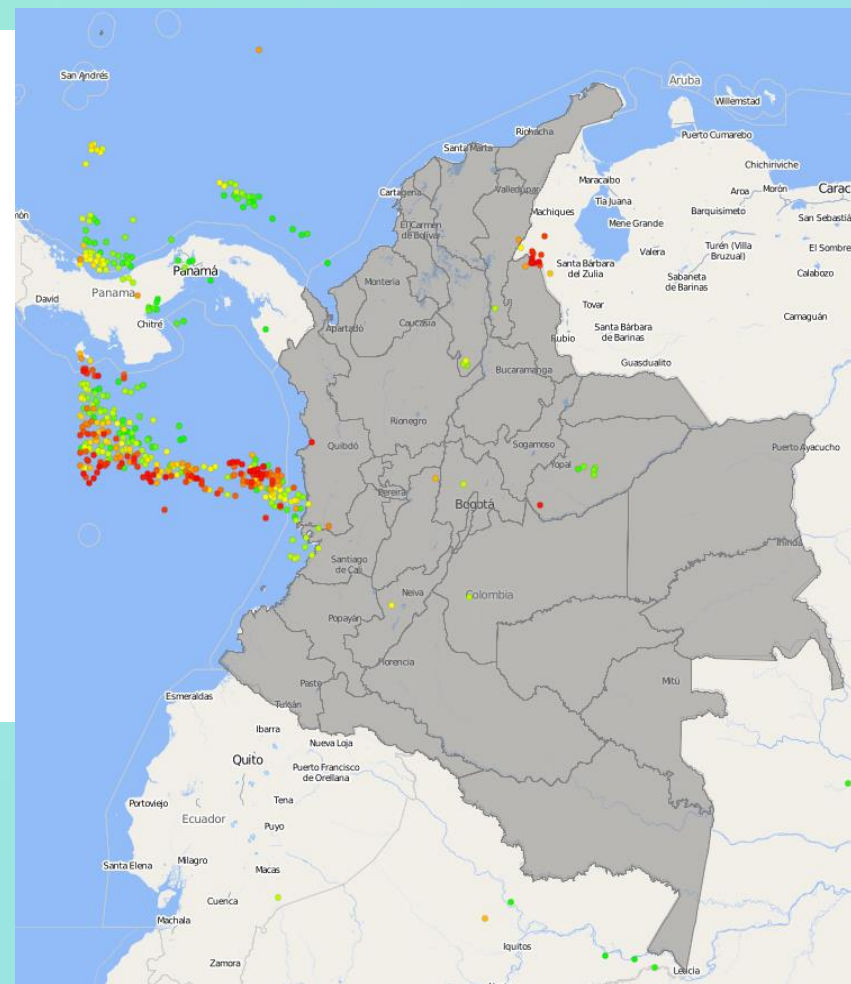 San Andrés
Aruba
Willemstad
Riohacha
Puerto Cumarebo
Santa Marta
Chichiriviche
Maracaibo
Cartagena
Valledupar
Aroa
Morón
Carac
Tia Juana
món
Machiques
Barquisimeto
San Sebastiá
El Carmen
de Bolívar
Mene Grande
Turén (Villa
Bruzual)
El Sombre
Valera
Panamá
Santa Bárbara
del Zulia
Sabaneta
de Barinas
Calabozo
Montería
Panama
David
Tovar
Camaguán
Chitré
Apartadó
Caucasia
Santa Bárbara
de Barinas
Rubio
Guasdualito
Bucaramanga
Rionegro
Quibdó
Sogamoso
Puerto Ayacucho
Yopal
Pereira
Bogotá
Inírida
Santiago
de Cali
Neiva
Colombia
Popayán
Florencia
Mitú
Pasto
Esmeraldas
Tulcán
Ibarra
Nueva Loja
Quito
Puerto Francisco
de Orellana
Portoviejo
Tena
Ecuador
Puyo
Santa Elena
Milagro
Macas
Cuenca
Machala
Iquitos
Zamora
Leticia